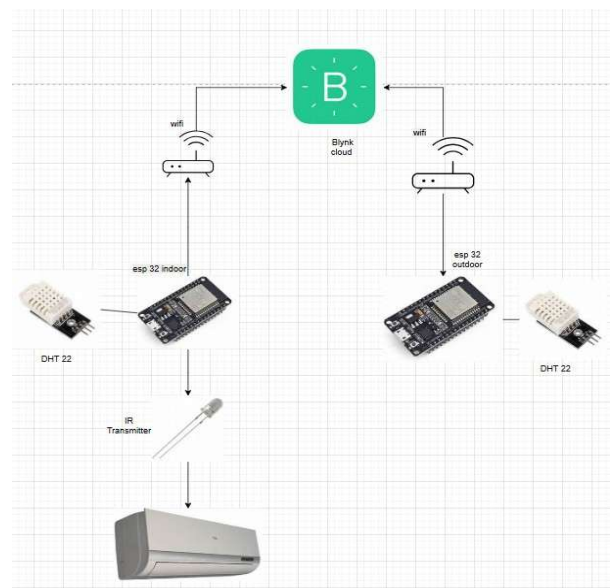 B
wifi
wifi
Blynk
cloud
esp 32 indoor
esp 32
outdoor
DHT 22
DHT 22
IR
Transmitter